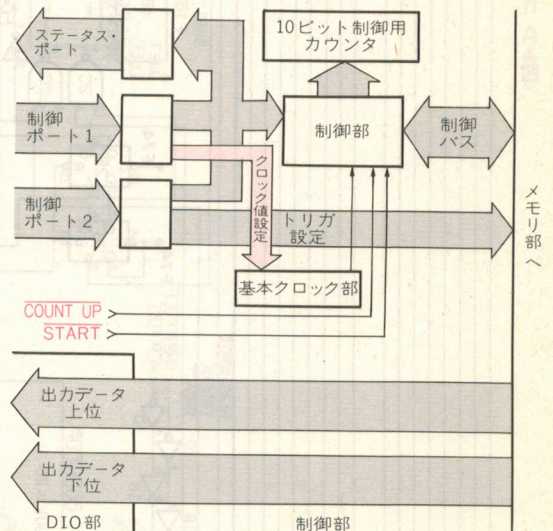 ステータス・
ポート
10ビット制御用
カウンタ
制御
ポート1
制御部
制御
バス
クロック値設定
制御
ポート2
トリガ
設定
メモリ部へ
基本クロック部
COUNT UP
START
出力データ
上位
出力データ
下位
DIO部
制御部